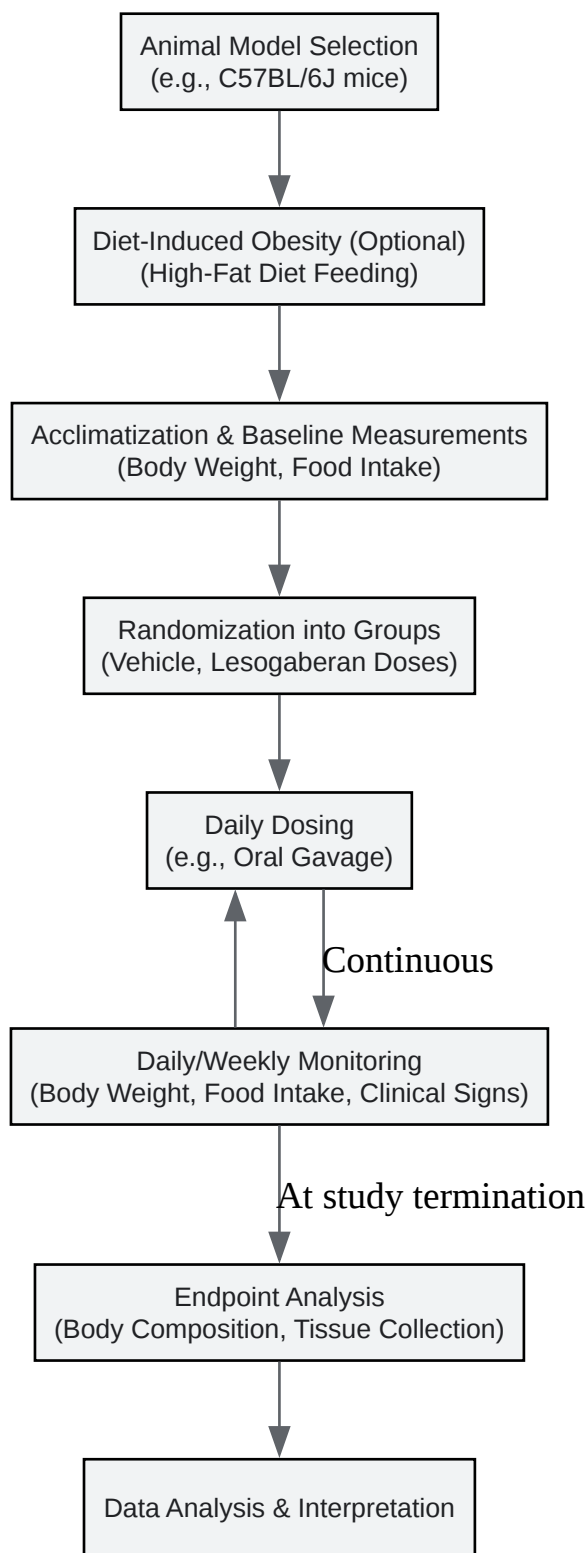 Animal Model Selection
(e.g., C57BL/6J mice)
Diet-Induced Obesity (Optional)
(High-Fat Diet Feeding)
Acclimatization & Baseline Measurements
(Body Weight, Food Intake)
Randomization into Groups
(Vehicle, Lesogaberan Doses)
Daily Dosing
(e.g., Oral Gavage)
Continuous
Daily/Weekly Monitoring
(Body Weight, Food Intake, Clinical Signs)
At study termination
Endpoint Analysis
(Body Composition, Tissue Collection)
Data Analysis & Interpretation